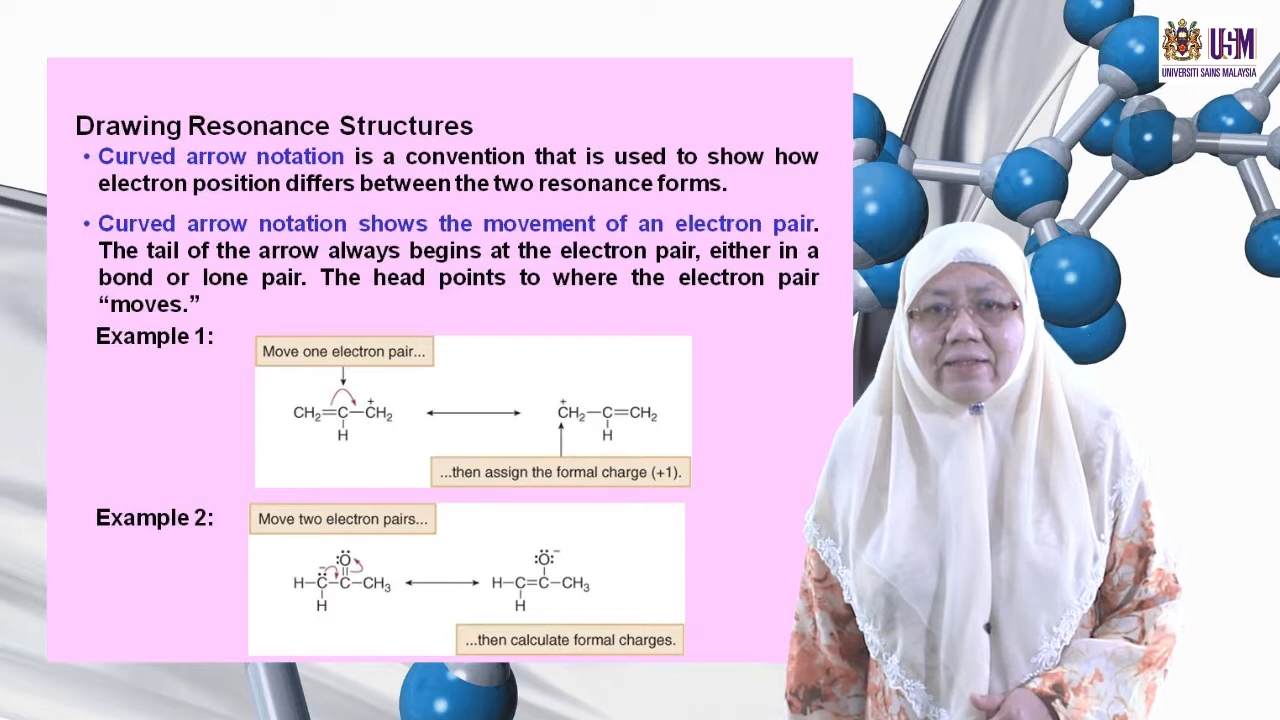 USM
UNIVERSITI SAINS MALAYSIA
Drawing Resonance Structures
• Curved arrow notation is a convention that is used to show how
electron position differs between the two resonance forms.
• Curved arrow notation shows the movement of an electron pair.
The tail of the arrow always begins at the electron pair, either in a
bond or lone pair. The head points to where the electron pair
“moves.”
Example 1:
Move one electron pair...
CH₂=C—CH₂ + ⟷ + CH₂—C=CH₂
H H
...then assign the formal charge (+1).
Example 2:
Move two electron pairs...
:O: :O:⁻
H—C—C—CH₃ ⟷ H—C=C—CH₃
H H
...then calculate formal charges.